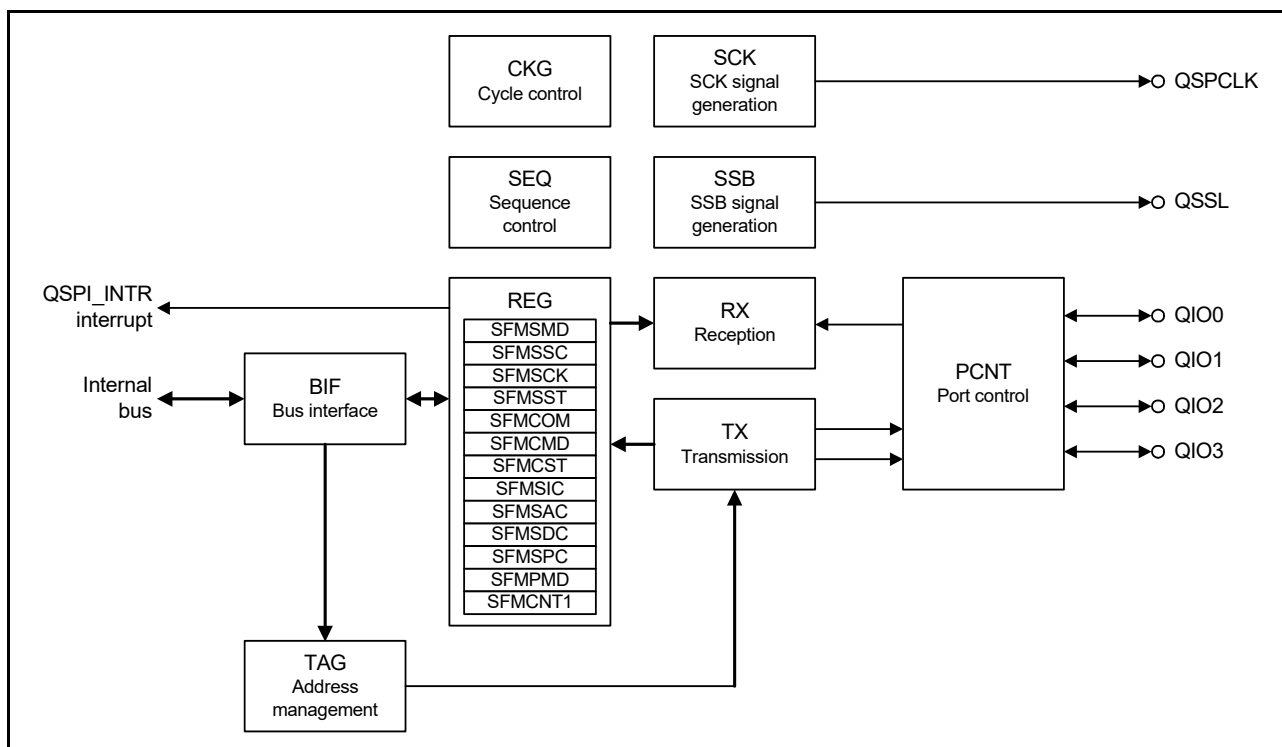 CKG
Cycle control
SCK
SCK signal
generation
QSPCLK
SEQ
Sequence
control
SSB
SSB signal
generation
QSSL
QSPI_INTR
interrupt
Internal
bus
BIF
Bus interface
REG
SFMSMD
SFMSSC
SFMSCK
SFMSST
SFMCOM
SFMCMD
SFMCST
SFMSIC
SFMSAC
SFMSDC
SFMSPC
SFMPMD
SFMCNT1
RX
Reception
TX
Transmission
PCNT
Port control
QIO0
QIO1
QIO2
QIO3
TAG
Address
management